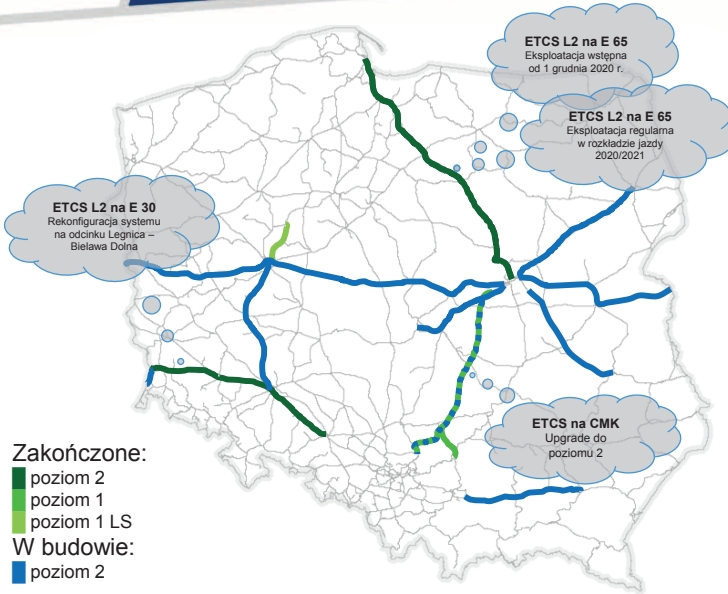 ETCS L2 na E 65
Eksploatacja wstępna
od 1 grudnia 2020 r.
ETCS L2 na E 65
Eksploatacja regularna
w rozkładzie jazdy
2020/2021
ETCS L2 na E 30
Rekonfiguracja systemu
na odcinku Legnica –
Bielawa Dolna
ETCS na CMK
Upgrade do
poziomu 2
Zakończone:
poziom 2
poziom 1
poziom 1 LS
W budowie:
poziom 2